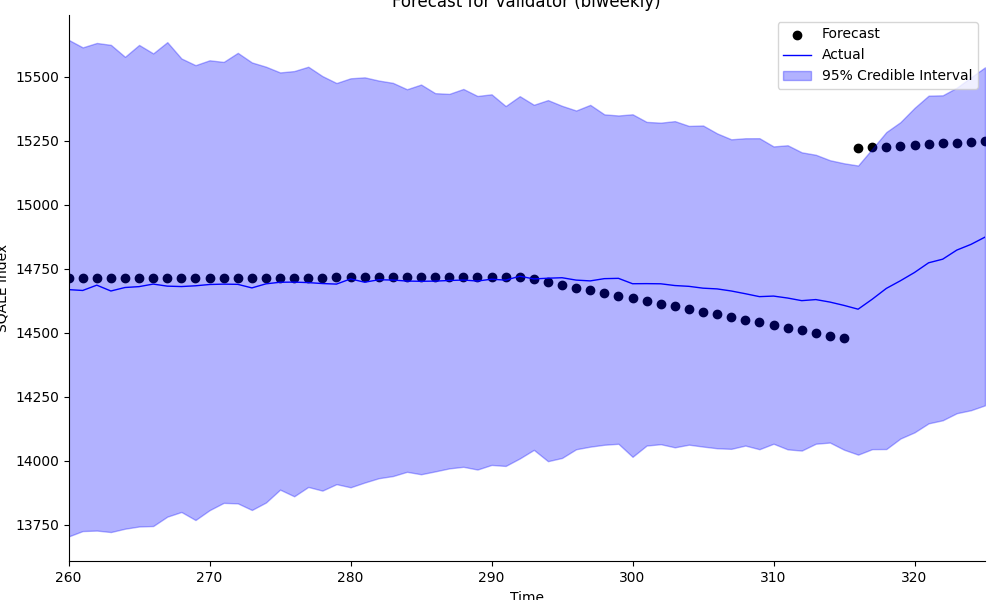 Forecast for validator (biweekly)
Forecast
Actual
95% Credible Interval
15500
15250
15000
14750
14500
14250
14000
13750
SQALE Index
260
270
280
290
300
310
320
Time